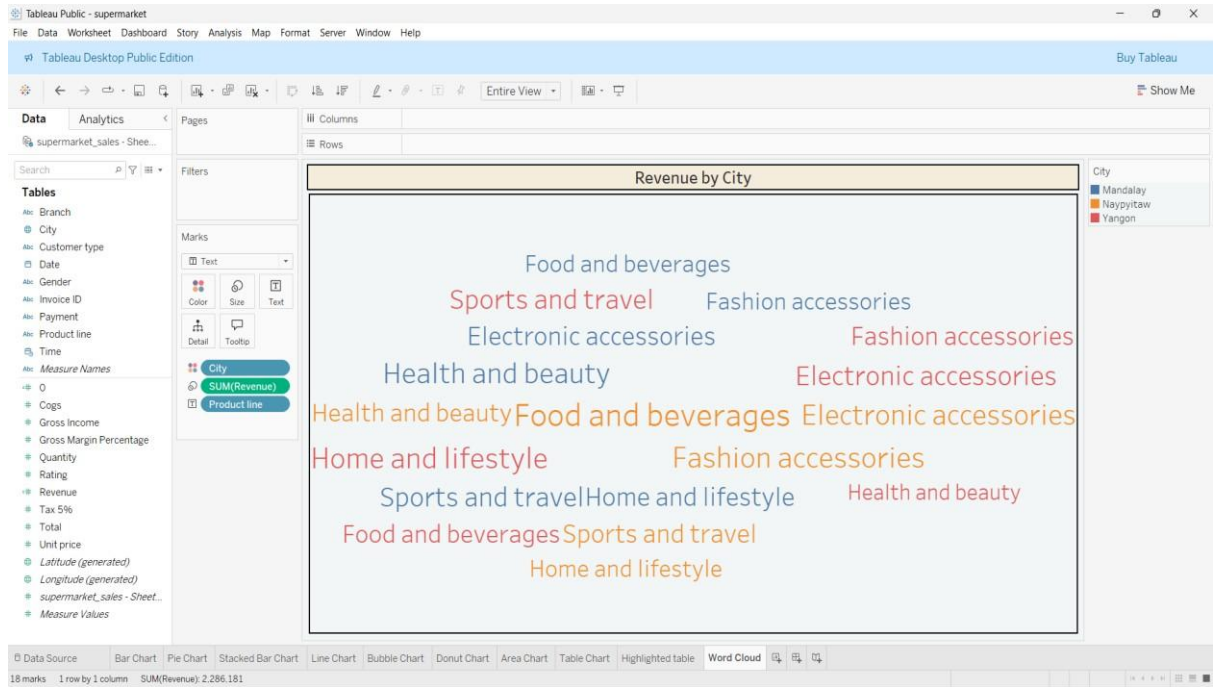 Tableau Public - supermarket
File Data Worksheet Dashboard Story Analysis Map Format Server Window Help
Tableau Desktop Public Edition Buy Tableau
Entire View Show Me
Data Analytics
supermarket_sales - Shee...
Search
Tables
Abc Branch
City
Abc Customer type
Date
Abc Gender
Abc Invoice ID
Abc Payment
Abc Product line
Time
Abc Measure Names
# 0
# Cogs
# Gross Income
# Gross Margin Percentage
# Quantity
# Rating
# Revenue
# Tax 5%
# Total
# Unit price
Latitude (generated)
Longitude (generated)
# supermarket_sales - Sheet...
# Measure Values
Pages
Filters
Marks
Text
Color Size Text
Detail Tooltip
City
SUM(Revenue)
Product line
Columns
Rows
Revenue by City
Food and beverages
Sports and travel Fashion accessories
Electronic accessories Fashion accessories
Health and beauty Electronic accessories
Health and beauty Food and beverages Electronic accessories
Home and lifestyle Fashion accessories
Sports and travel Home and lifestyle Health and beauty
Food and beverages Sports and travel
Home and lifestyle
City
Mandalay
Naypyitaw
Yangon
Data Source Bar Chart Pie Chart Stacked Bar Chart Line Chart Bubble Chart Donut Chart Area Chart Table Chart Highlighted table Word Cloud
18 marks 1 row by 1 column SUM(Revenue): 2,286,181